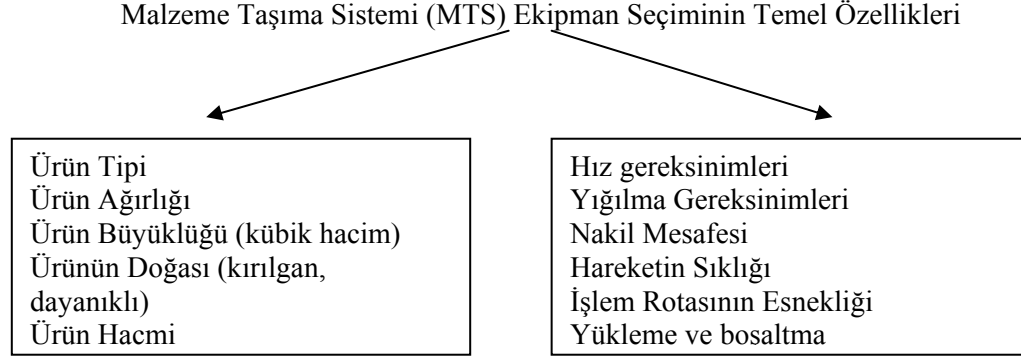 Malzeme Taşıma Sistemi (MTS) Ekipman Seçiminin Temel Özellikleri
Ürün Tipi
Ürün Ağırlığı
Ürün Büyüklüğü (kübik hacim)
Ürünün Doğası (kırılgan,
dayanıklı)
Ürün Hacmi
Hız gereksinimleri
Yığılma Gereksinimleri
Nakil Mesafesi
Hareketin Sıklığı
İşlem Rotasının Esnekliği
Yükleme ve bosaltma